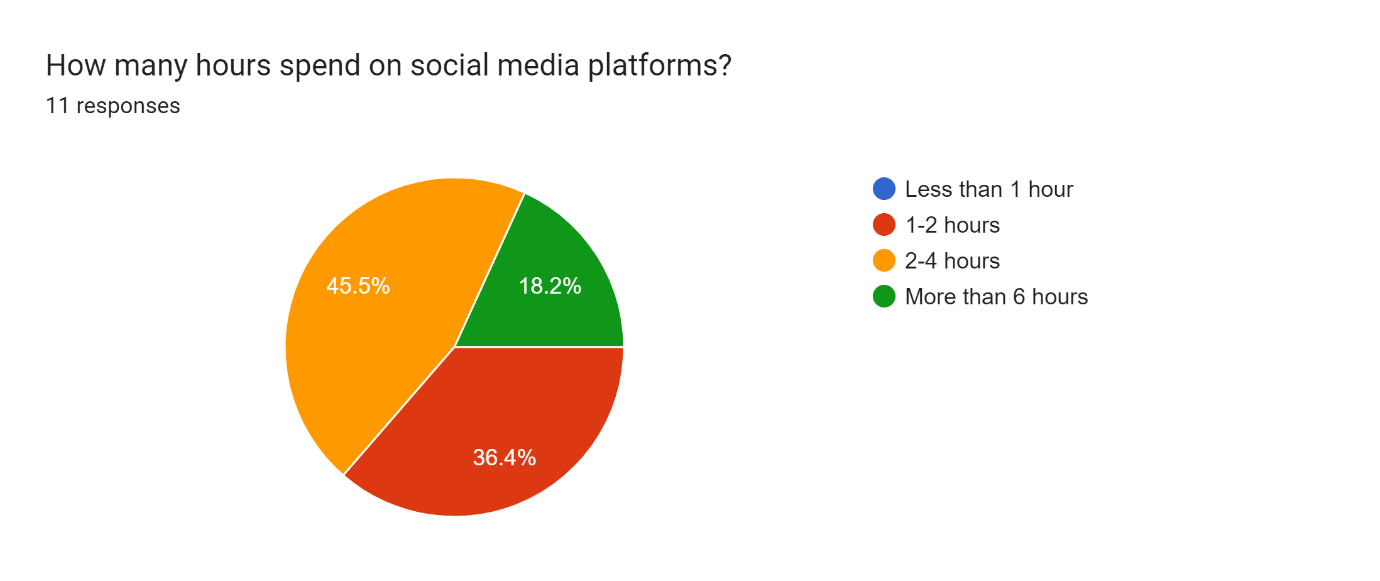 How many hours spend on social media platforms?
11 responses
45.5%
18.2%
36.4%
Less than 1 hour
1-2 hours
2-4 hours
More than 6 hours